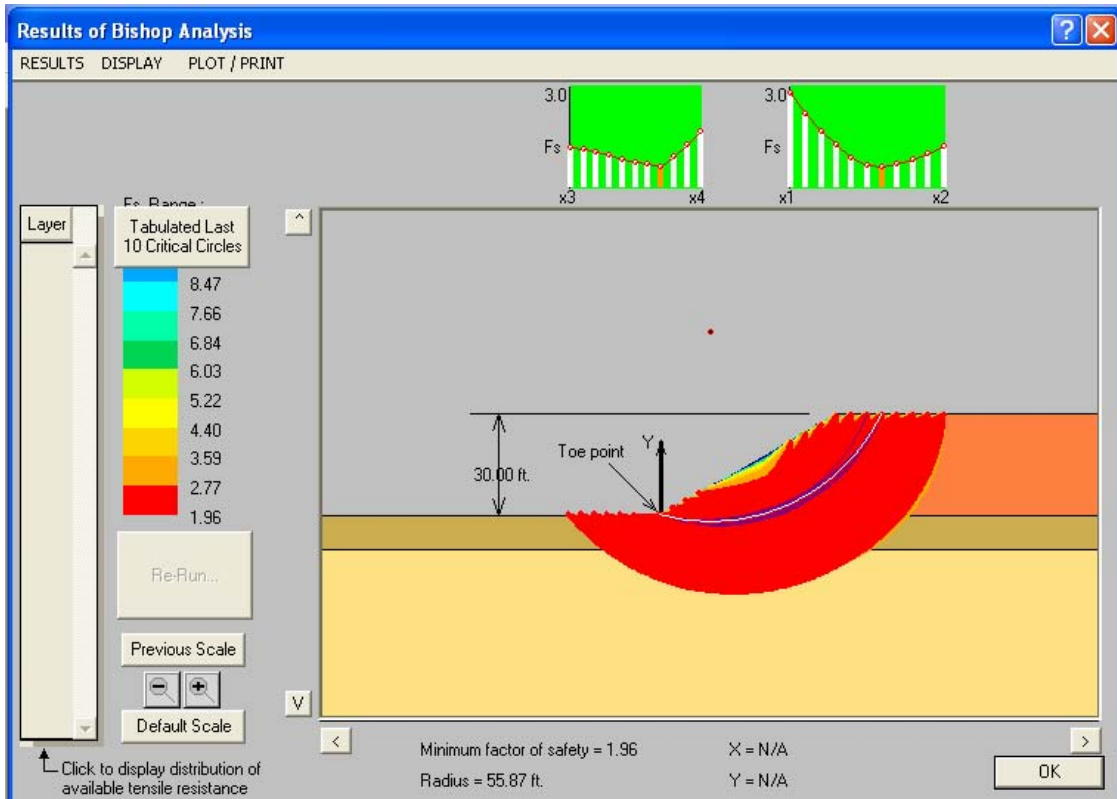 Results of Bishop Analysis
RESULTS DISPLAY PLOT / PRINT
3.0
Fs
x3 x4
3.0
Fs
x1 x2
Layer
Fs Range :
Tabulated Last
10 Critical Circles
8.47
7.66
6.84
6.03
5.22
4.40
3.59
2.77
1.96
Re-Run...
Previous Scale
Default Scale
Click to display distribution of
available tensile resistance
^
V
<
>
30.00 ft.
Toe point
Y
Minimum factor of safety = 1.96 X = N/A
Radius = 55.87 ft. Y = N/A
OK